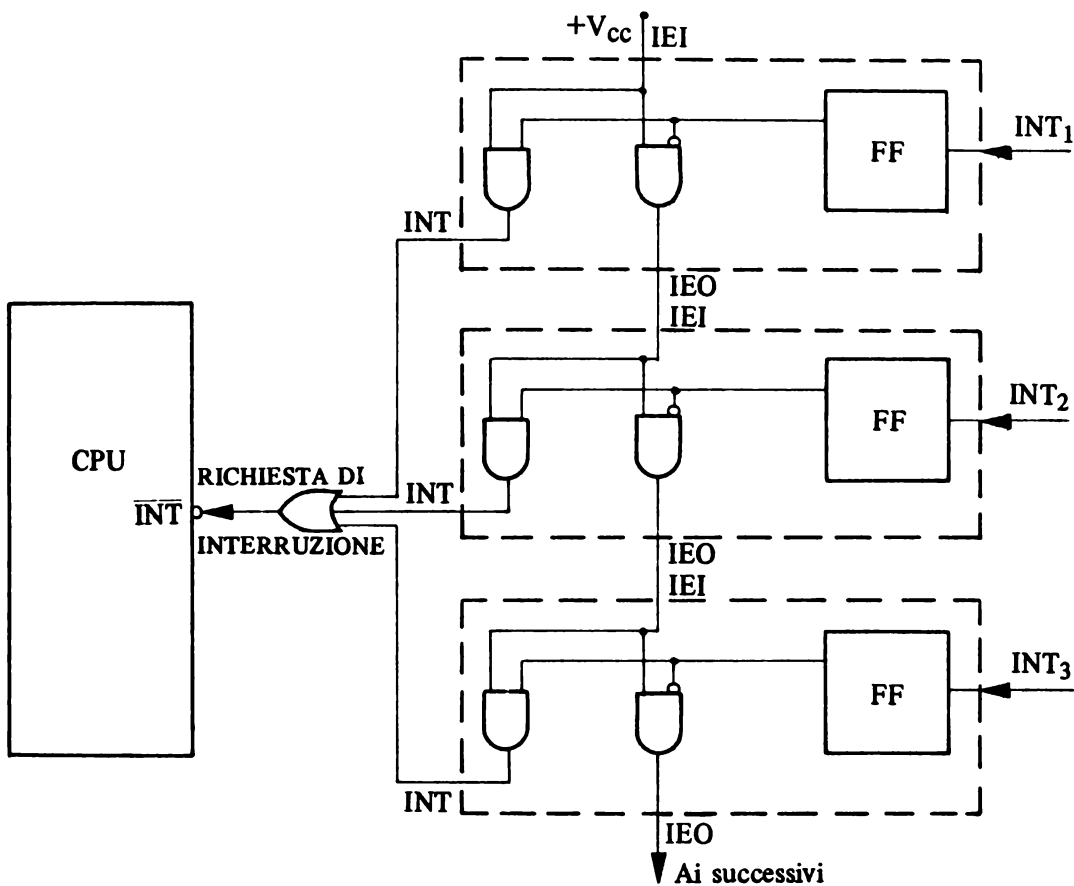 +Vcc IEI
FF
INT1
INT
IEO
IEI
FF
INT2
CPU
RICHIESTA DI
INT
INT
INTERRUZIONE
IEO
IEI
FF
INT3
INT
IEO
Ai successivi